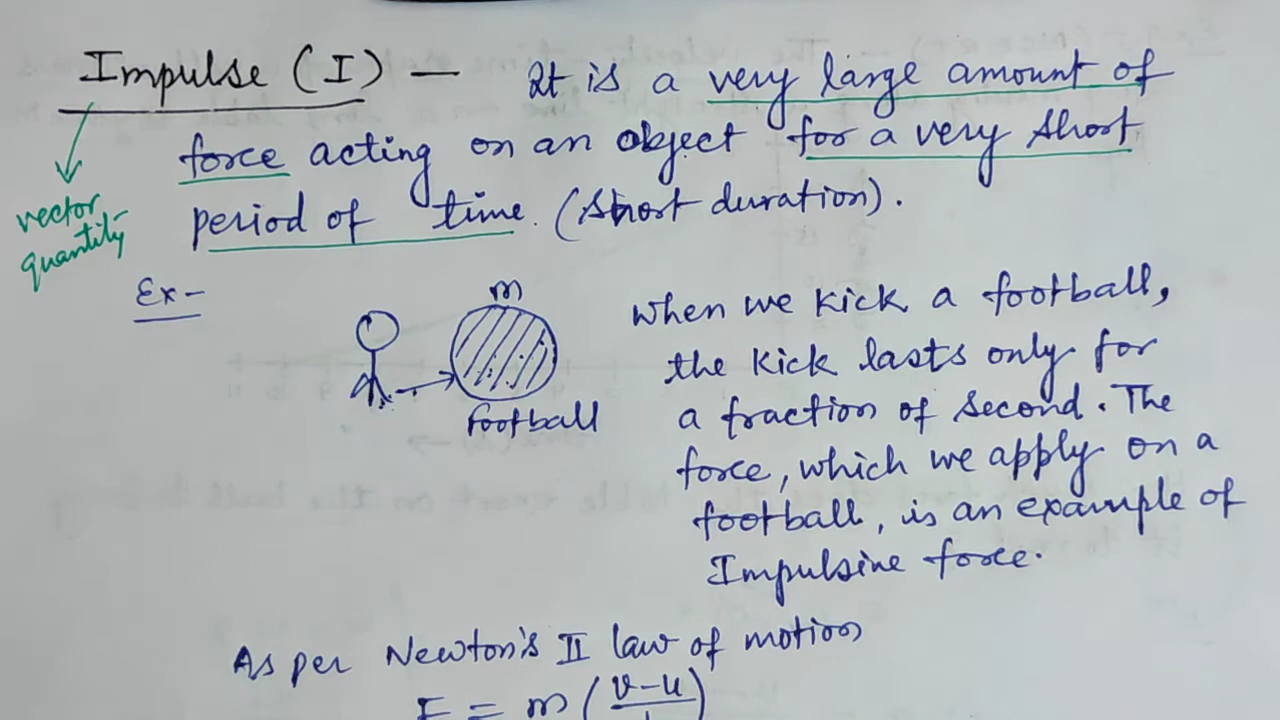 Impulse (I) — It is a very large amount of
force acting on an object for a very short
period of time. (short duration).
vector
quantity
Ex-
m
football
when we kick a football,
the kick lasts only for
a fraction of second. The
force, which we apply on a
football, is an example of
Impulsive force.
As per Newton's II law of motion
F = m (v-u)